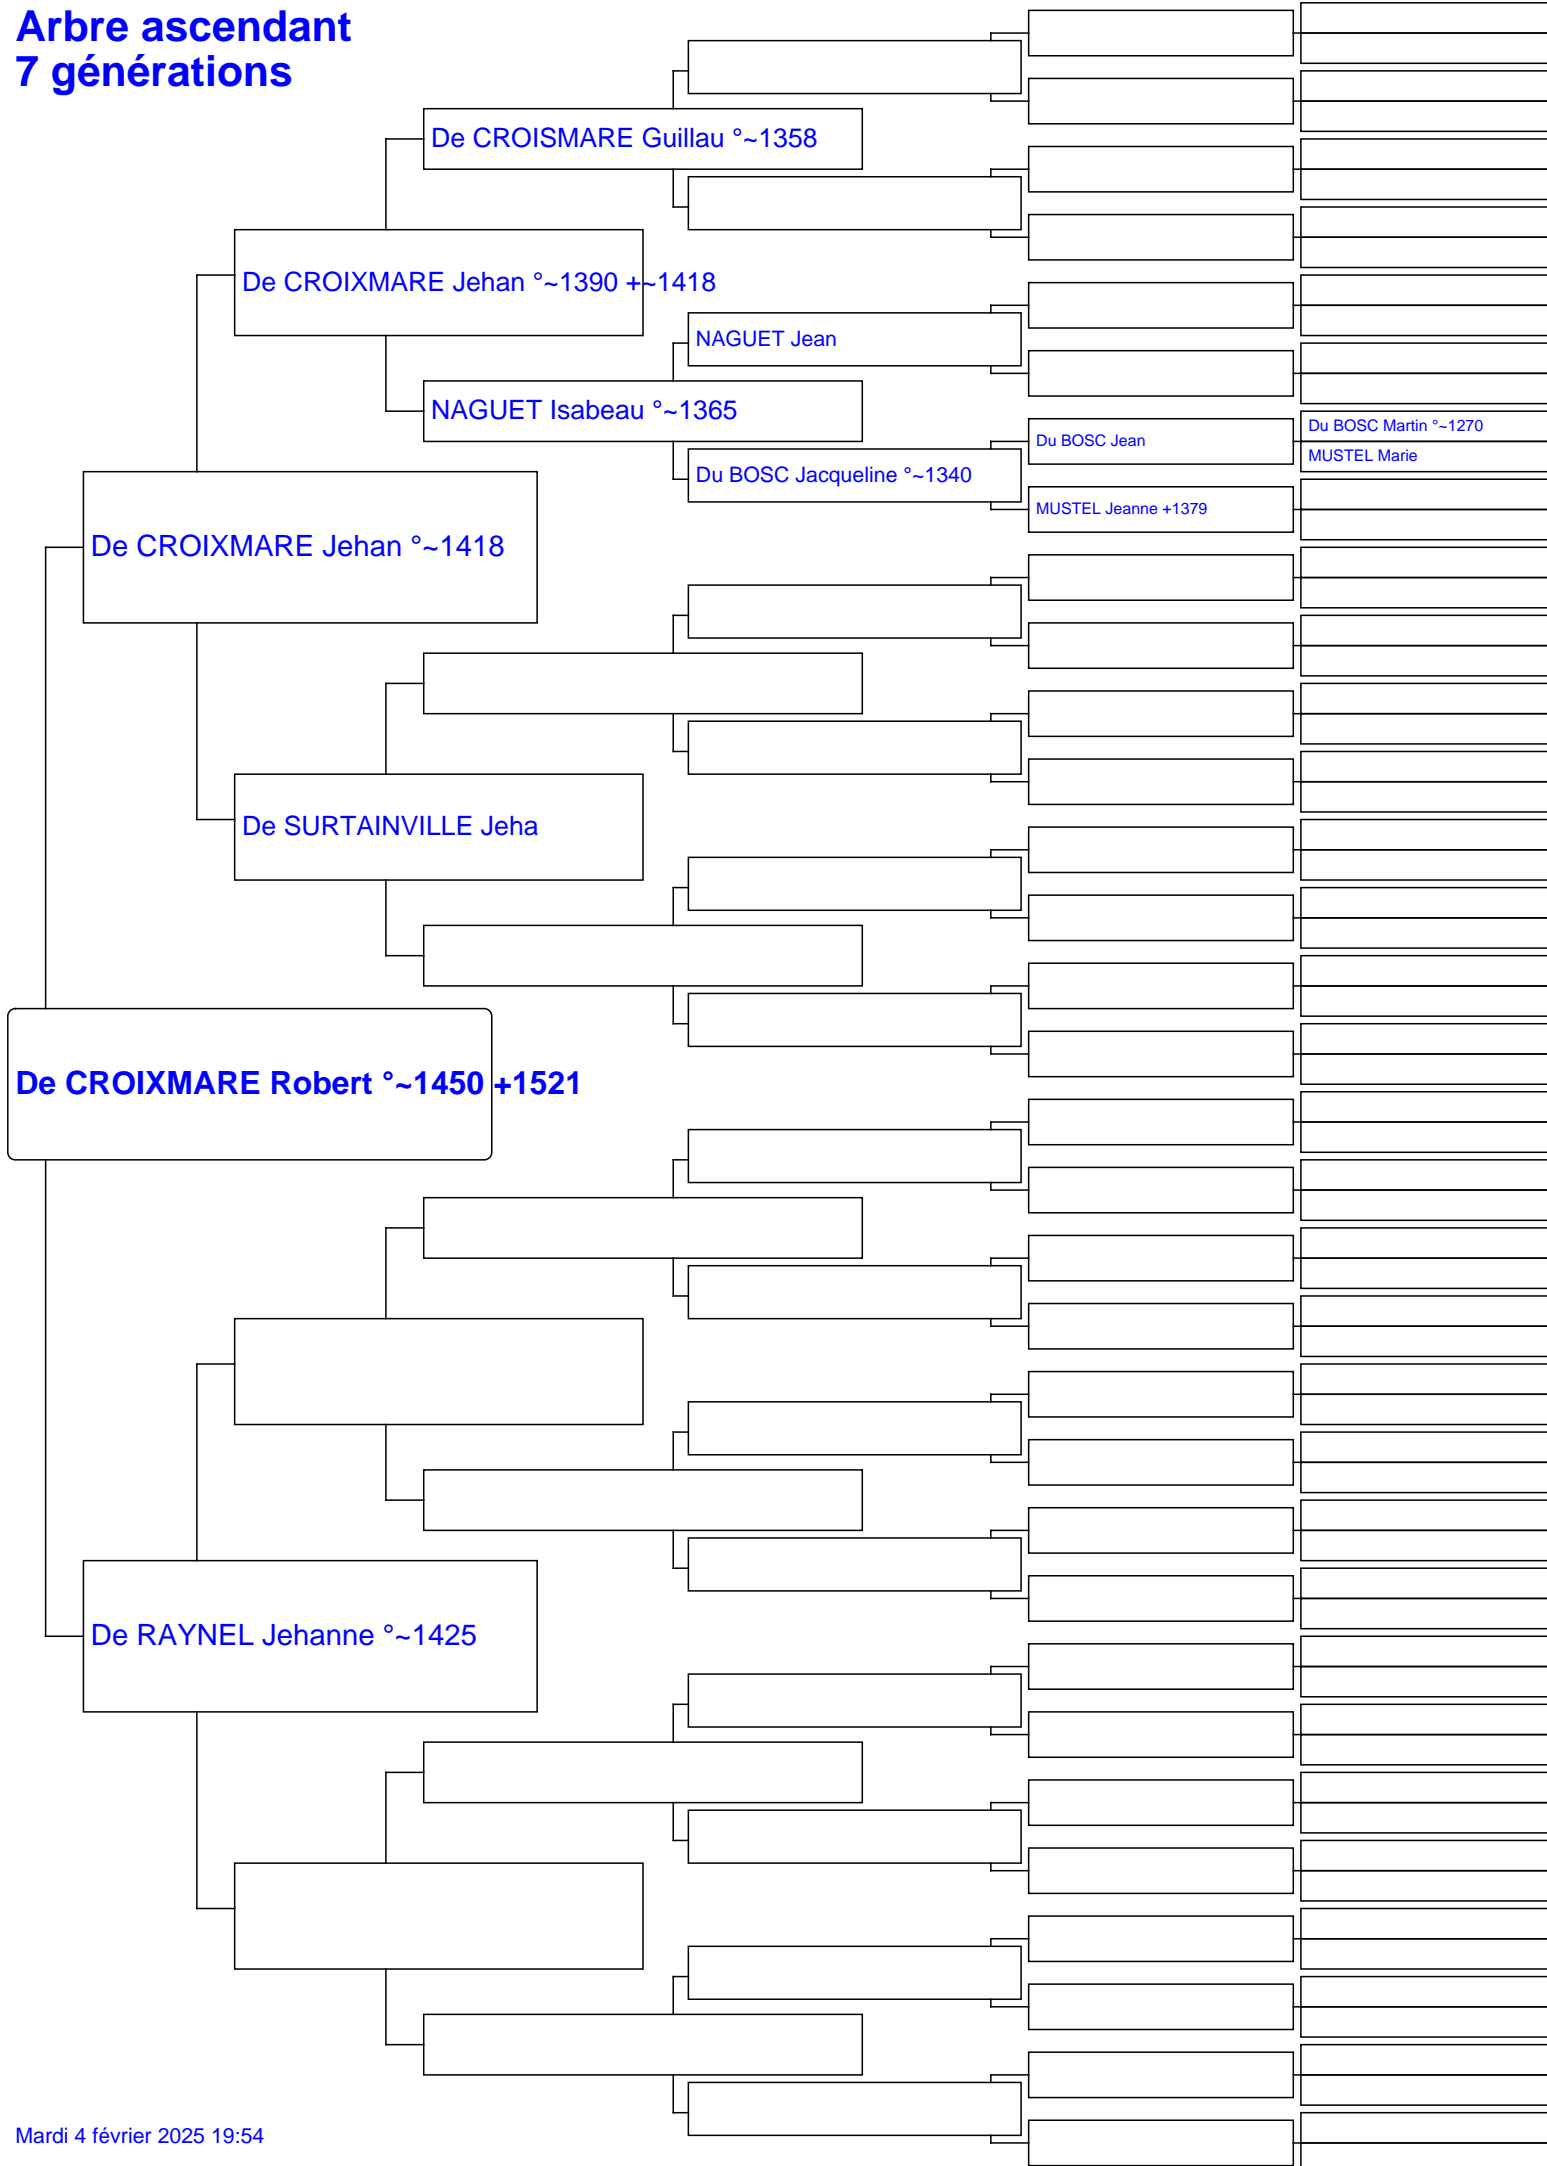 Arbre ascendant
7 générations
De CROISMARE Guillau °~1358
De CROIXMARE Jehan °~1390 +~1418
NAGUET Jean
NAGUET Isabeau °~1365
Du BOSC Martin °~1270
Du BOSC Jean
MUSTEL Marie
Du BOSC Jacqueline °~1340
MUSTEL Jeanne +1379
De CROIXMARE Jehan °~1418
De SURTAINVILLE Jeha
De CROIXMARE Robert °~1450 +1521
De RAYNEL Jehanne °~1425
Mardi 4 février 2025 19:54